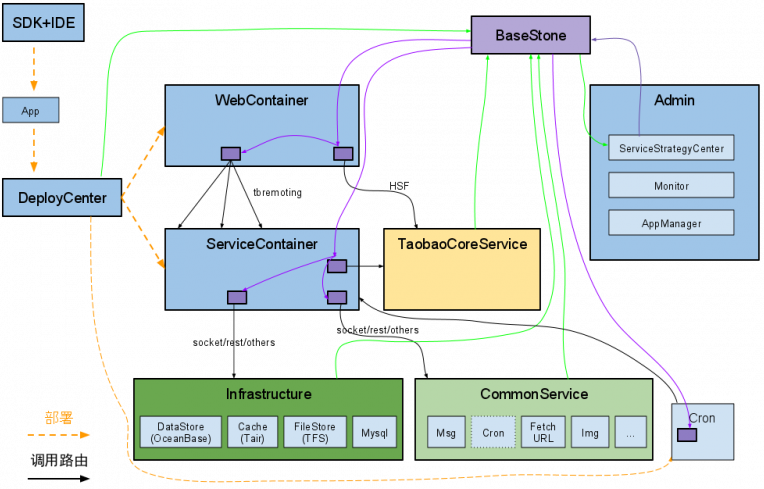 SDK+IDE
BaseStone
App
WebContainer
Admin
ServiceStrategyCenter
Monitor
AppManager
DeployCenter
tbremoting
HSF
ServiceContainer
TaobaoCoreService
socket/rest/others
socket/rest/others
Infrastructure
DataStore
(OceanBase)
Cache
(Tair)
FileStore
(TFS)
Mysql
CommonService
Msg
Cron
Fetch
URL
Img
...
Cron
部署
调用路由